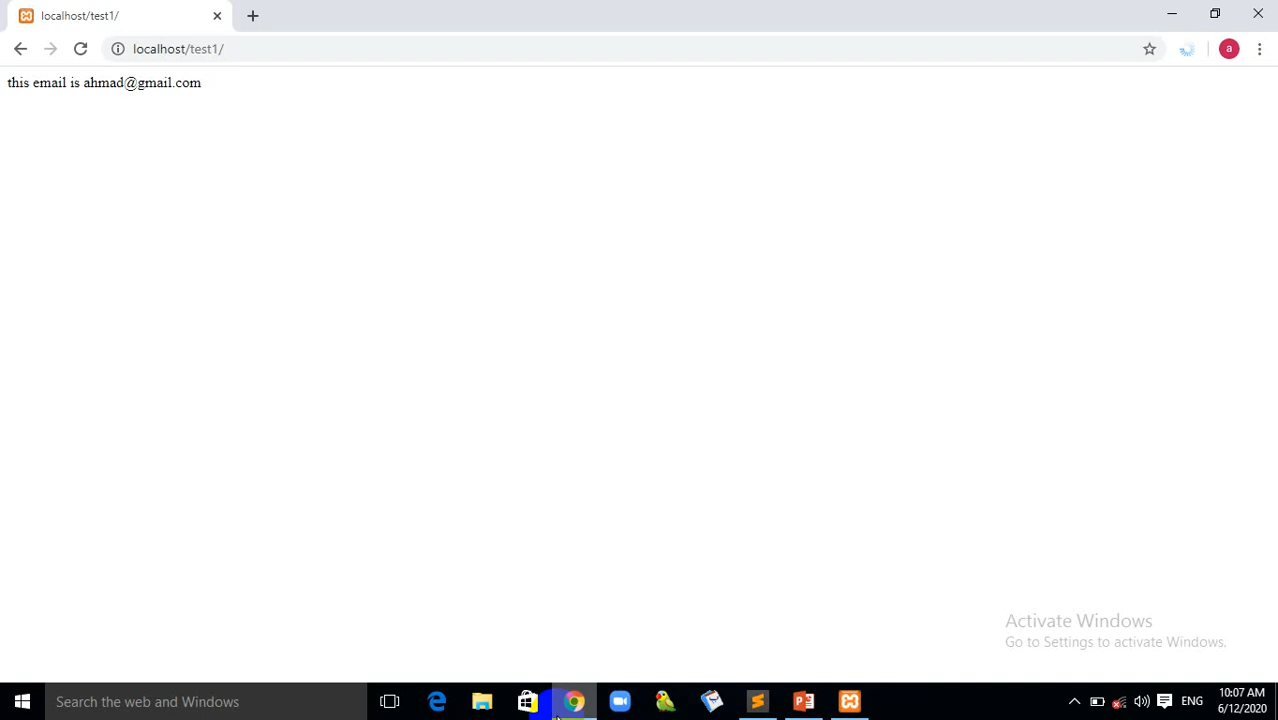 localhost/test1/
localhost/test1/
a
this email is ahmad@gmail.com
Activate Windows
Go to Settings to activate Windows.
Search the web and Windows
ENG
10:07 AM
6/12/2020